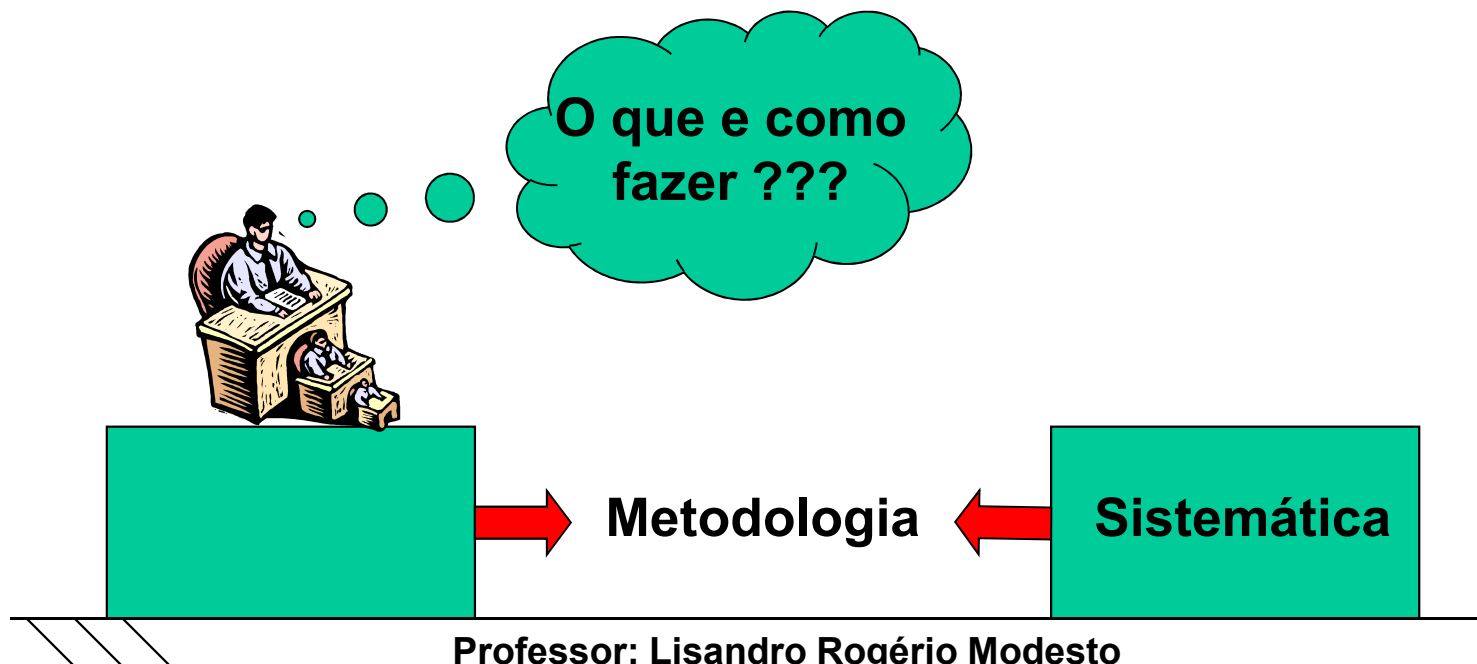 O que e como
fazer ???
Metodologia
Sistemática
Professor: Lisandro Rogério Modesto